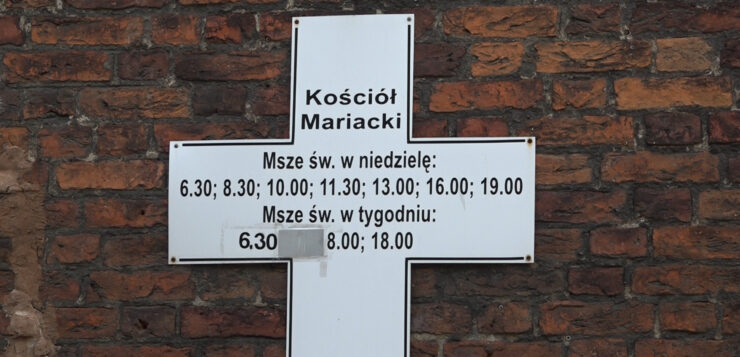 Kościół
Mariacki
Msze św. w niedzielę:
6.30; 8.30; 10.00; 11.30; 13.00; 16.00; 19.00
Msze św. w tygodniu:
6.30 8.00; 18.00